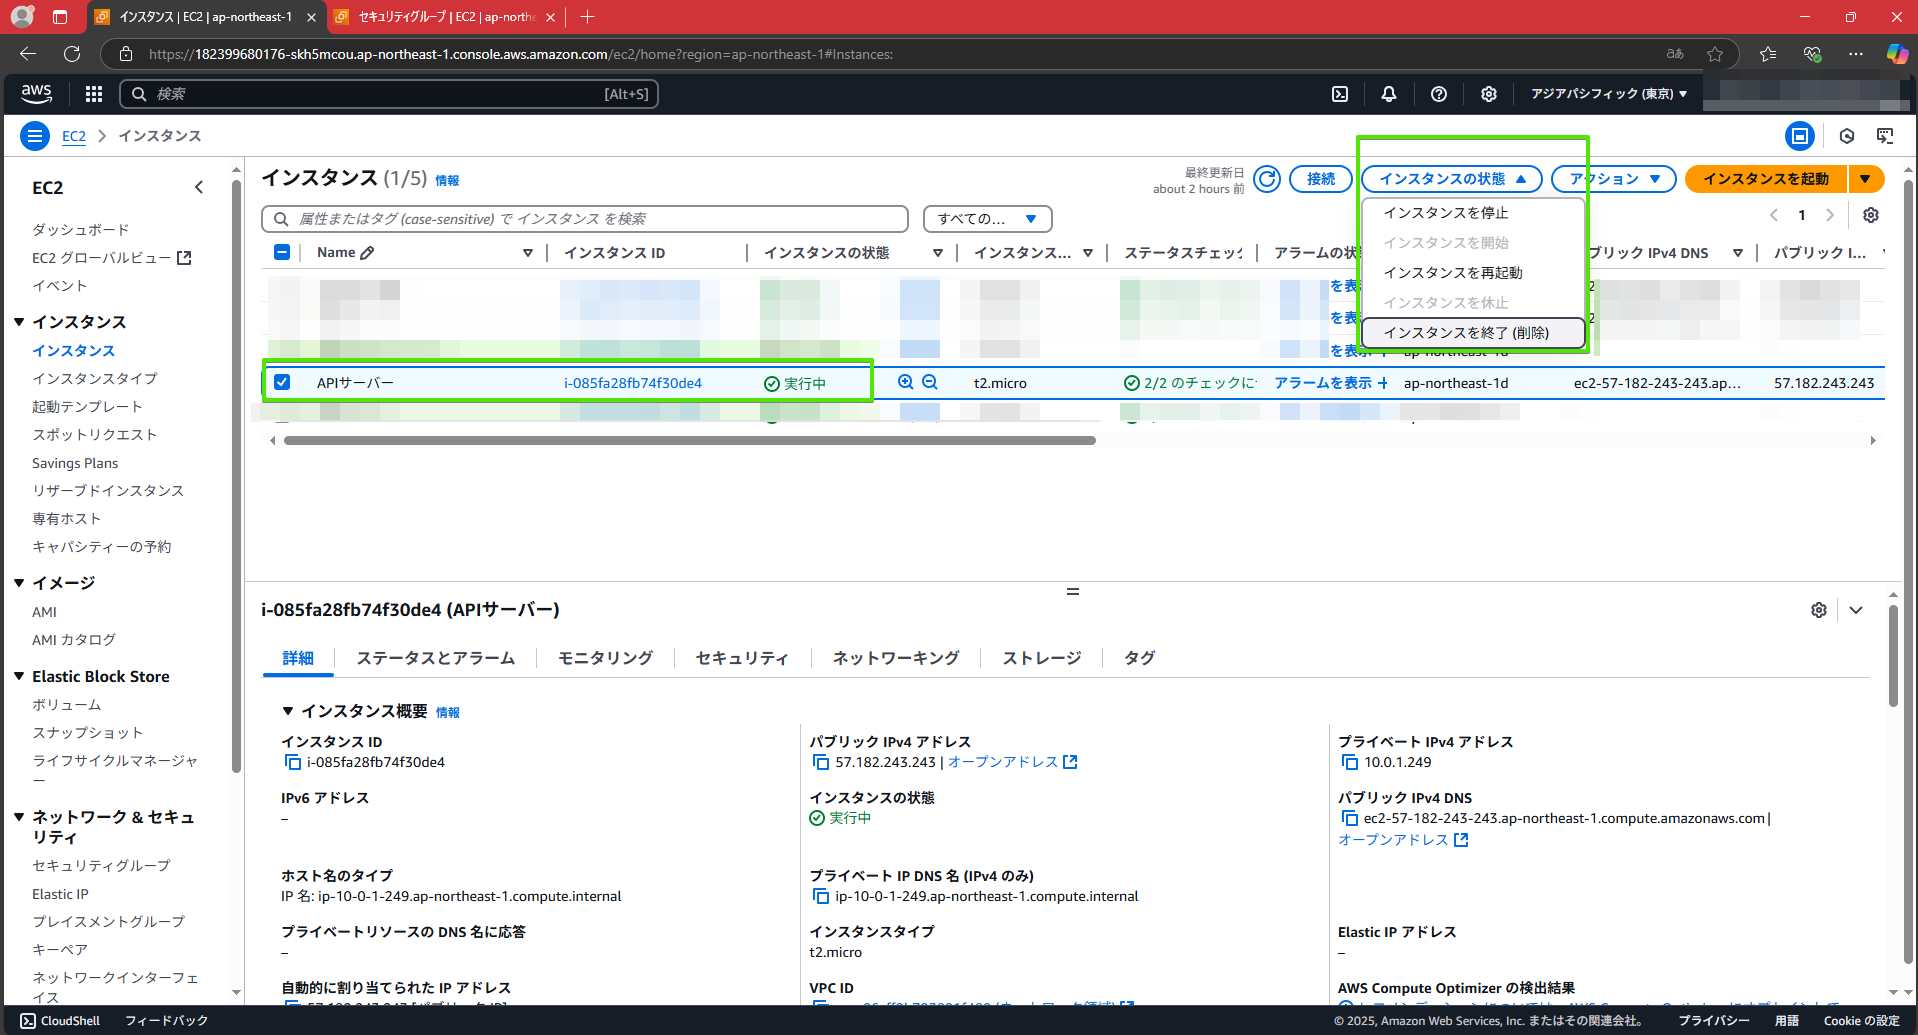 インスタンス | EC2 | ap-northeast-1
セキュリティグループ | EC2 | ap-northe
https://182399680176-skh5mcou.ap-northeast-1.console.aws.amazon.com/ec2/home?region=ap-northeast-1#Instances:
aws
検索
[Alt+S]
アジアパシフィック (東京)
EC2
インスタンス
EC2
ダッシュボード
EC2 グローバルビュー
イベント
インスタンス
インスタンス
インスタンスタイプ
起動テンプレート
スポットリクエスト
Savings Plans
リザーブドインスタンス
専有ホスト
キャパシティーの予約
イメージ
AMI
AMI カタログ
Elastic Block Store
ボリューム
スナップショット
ライフサイクルマネージャ
ー
ネットワーク & セキュ
リティ
セキュリティグループ
Elastic IP
プレイスメントグループ
キーペア
ネットワークインターフェ
イス
インスタンス (1/5) 情報
最終更新日
about 2 hours 前
接続
インスタンスの状態
アクション
インスタンスを起動
属性またはタグ (case-sensitive) で インスタンス を検索
すべての...
1
インスタンスを停止
インスタンスを開始
インスタンスを再起動
インスタンスを休止
インスタンスを終了 (削除)
Name
インスタンス ID
インスタンスの状態
インスタンス...
ステータスチェック
アラームの状
ブリック IPv4 DNS
パブリック I...
を表
を表
を表示 +
ap-northeast-1d
APIサーバー
i-085fa28fb74f30de4
実行中
t2.micro
2/2 のチェックに
アラームを表示 +
ap-northeast-1d
ec2-57-182-243-243.ap...
57.182.243.243
i-085fa28fb74f30de4 (APIサーバー)
詳細
ステータスとアラーム
モニタリング
セキュリティ
ネットワーキング
ストレージ
タグ
インスタンス概要 情報
インスタンス ID
i-085fa28fb74f30de4
パブリック IPv4 アドレス
57.182.243.243 | オープンアドレス
プライベート IPv4 アドレス
10.0.1.249
IPv6 アドレス
–
インスタンスの状態
実行中
パブリック IPv4 DNS
ec2-57-182-243-243.ap-northeast-1.compute.amazonaws.com |
オープンアドレス
ホスト名のタイプ
IP 名: ip-10-0-1-249.ap-northeast-1.compute.internal
プライベート IP DNS 名 (IPv4 のみ)
ip-10-0-1-249.ap-northeast-1.compute.internal
プライベートリソースの DNS 名に応答
–
インスタンスタイプ
t2.micro
Elastic IP アドレス
–
自動的に割り当てられた IP アドレス
VPC ID
AWS Compute Optimizer の検出結果
CloudShell
フィードバック
© 2025, Amazon Web Services, Inc. またはその関連会社。
プライバシー
用語
Cookie の設定